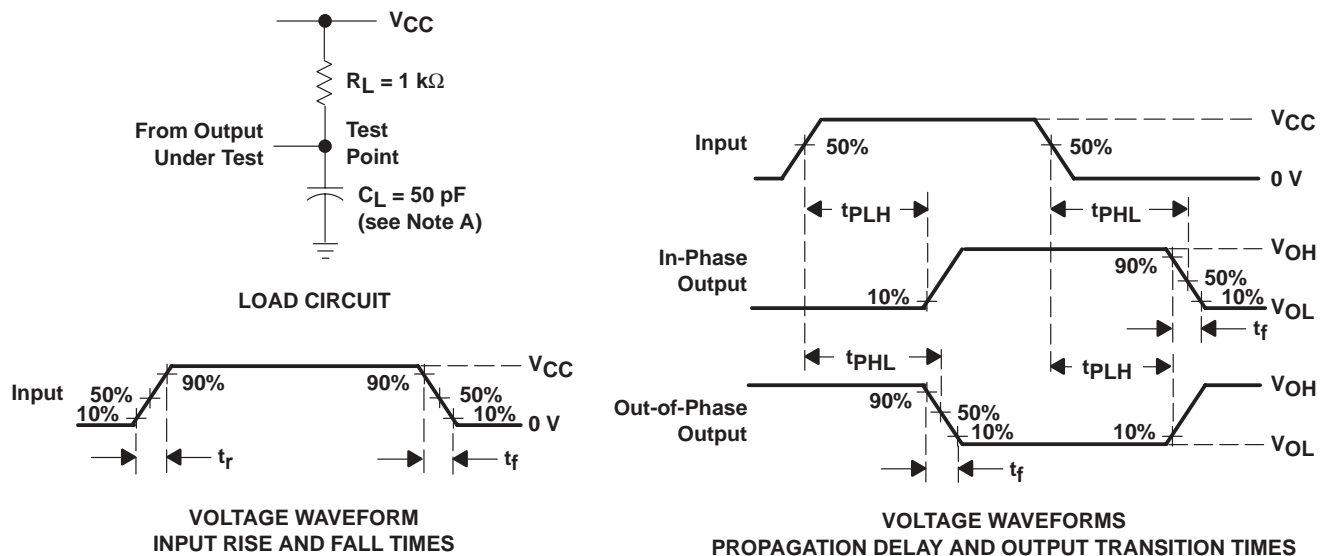 VCC
RL = 1 kΩ
From Output
Under Test
Test
Point
CL = 50 pF
(see Note A)
LOAD CIRCUIT
Input
50%
10%
90%
90%
VCC
50%
10%
0 V
tr
tf
VOLTAGE WAVEFORM
INPUT RISE AND FALL TIMES
Input
50%
50%
VCC
0 V
tPLH
tPHL
In-Phase
Output
10%
90%
50%
10%
VOH
VOL
tf
tPHL
tPLH
Out-of-Phase
Output
90%
50%
10%
10%
VOH
VOL
tf
VOLTAGE WAVEFORMS
PROPAGATION DELAY AND OUTPUT TRANSITION TIMES